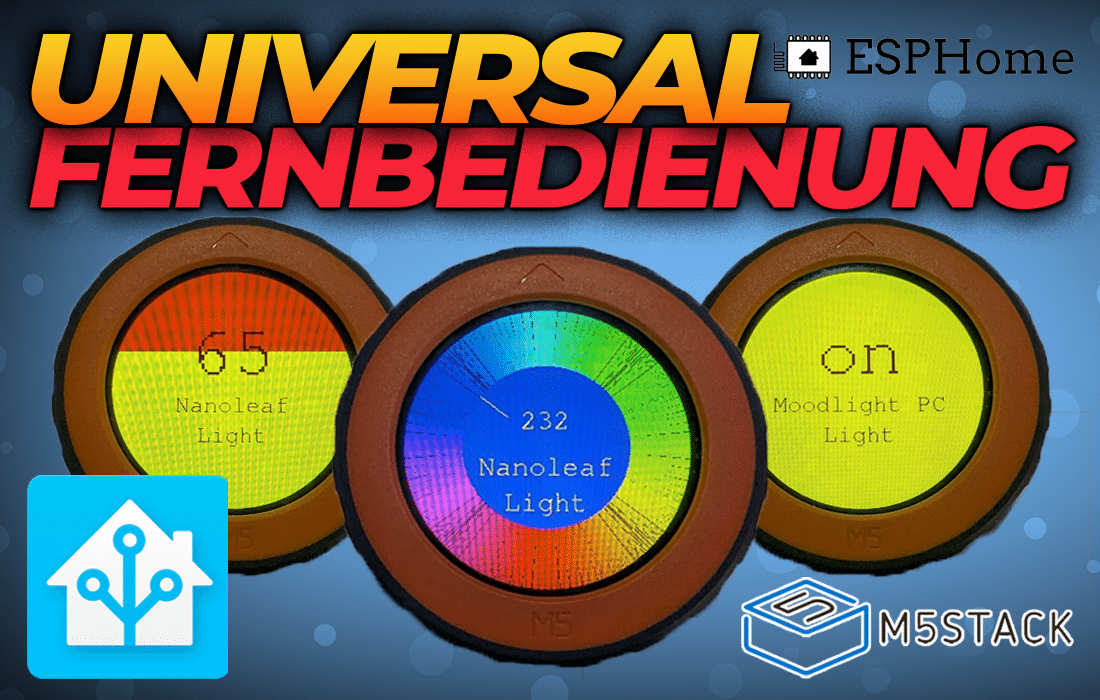 UNIVERSAL
ESPHome
FERNBEDIENUNG
65
Nanoleaf
Light
232
Nanoleaf
Light
on
Moodlight PC
Light
M5
M5
M5
M5STACK